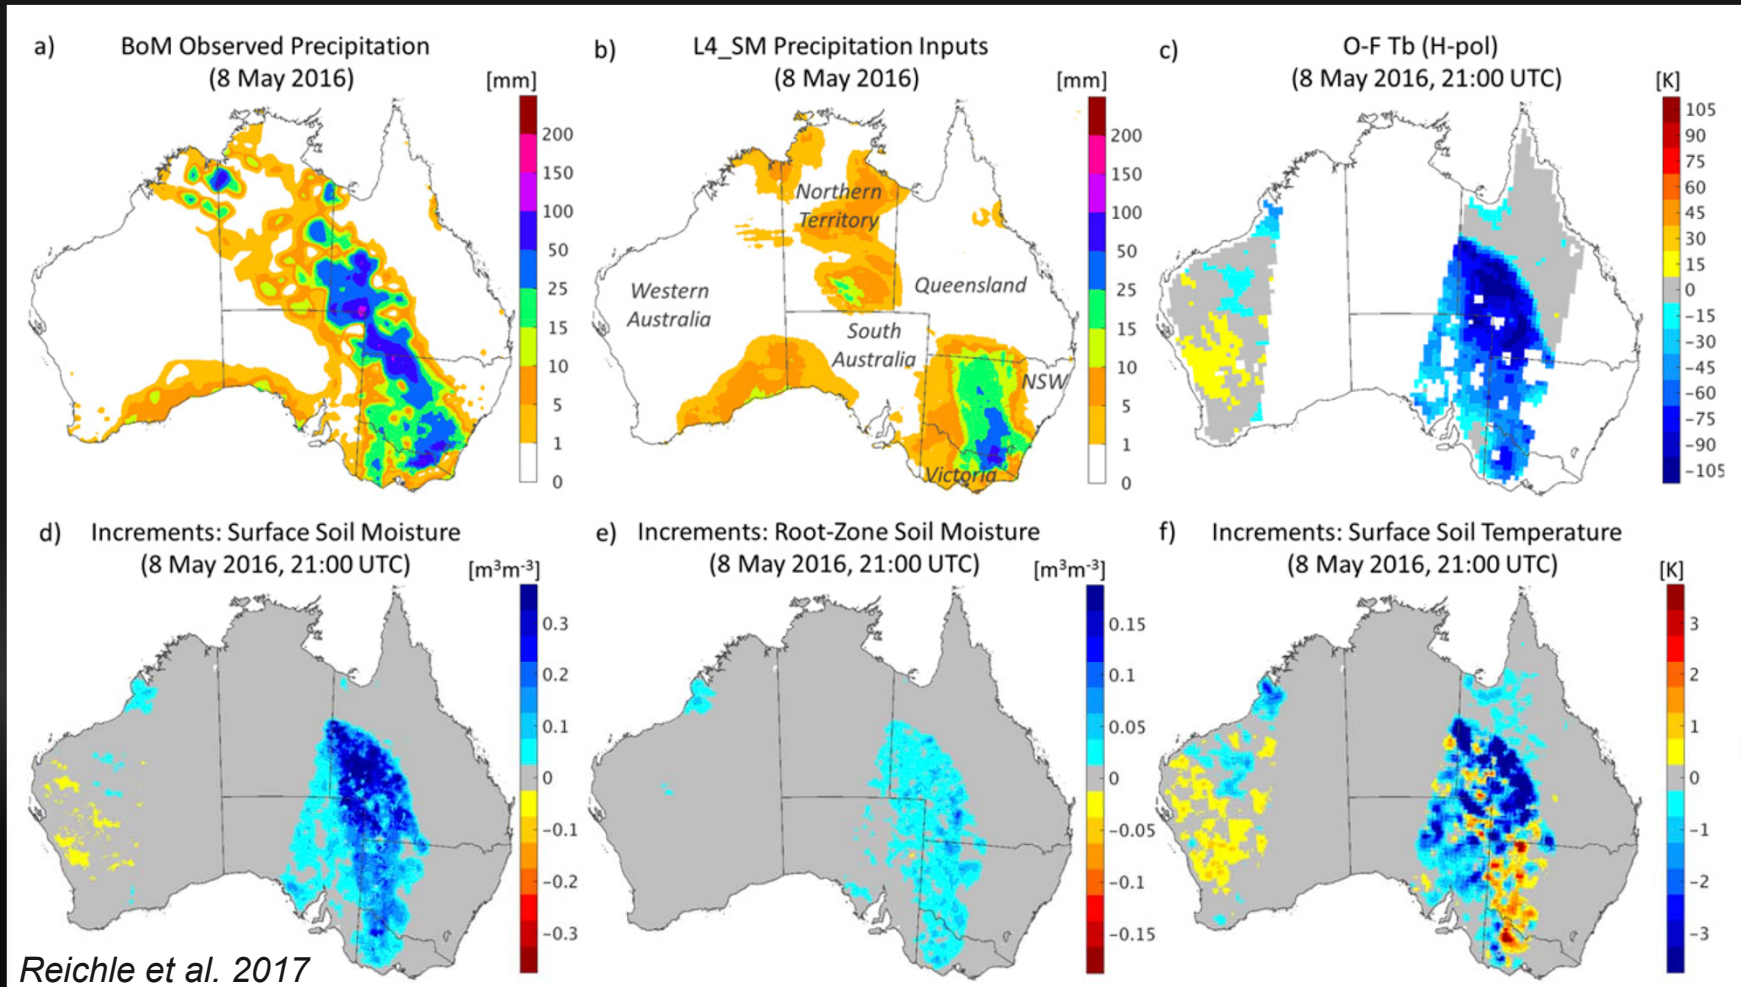 a) BoM Observed Precipitation
(8 May 2016) [mm]
200
150
100
50
25
15
10
5
1
0
b) L4_SM Precipitation Inputs
(8 May 2016) [mm]
Northern
Territory
Western
Australia
Queensland
South
Australia
NSW
Victoria
200
150
100
50
25
15
10
5
1
0
c) O-F Tb (H-pol)
(8 May 2016, 21:00 UTC) [K]
105
90
75
60
45
30
15
0
−15
−30
−45
−60
−75
−90
−105
d) Increments: Surface Soil Moisture
(8 May 2016, 21:00 UTC) [m³m⁻³]
0.3
0.2
0.1
0
−0.1
−0.2
−0.3
e) Increments: Root-Zone Soil Moisture
(8 May 2016, 21:00 UTC) [m³m⁻³]
0.15
0.1
0.05
0
−0.05
−0.1
−0.15
f) Increments: Surface Soil Temperature
(8 May 2016, 21:00 UTC) [K]
3
2
1
0
−1
−2
−3
Reichle et al. 2017